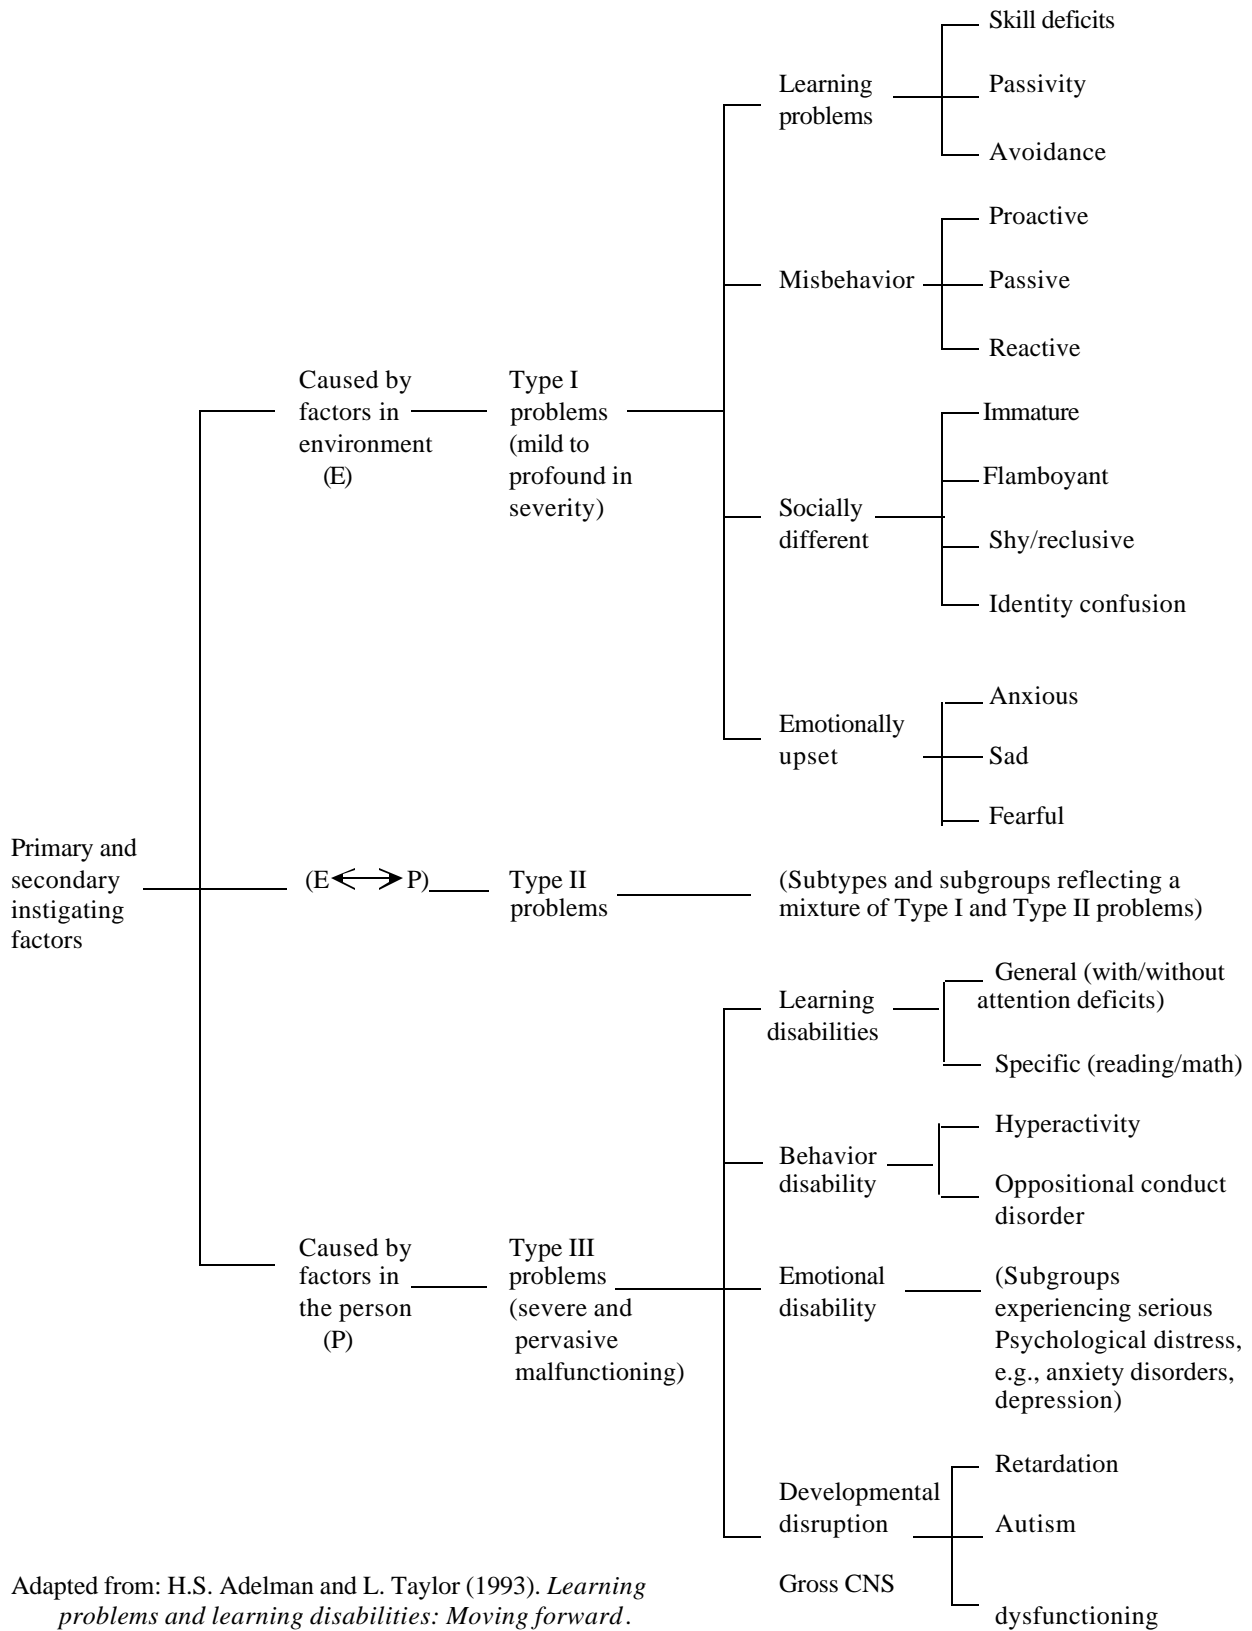 Skill deficits
Learning
problems
Passivity
Avoidance
Proactive
Misbehavior
Passive
Reactive
Caused by
factors in
environment
(E)
Type I
problems
(mild to
profound in
severity)
Immature
Flamboyant
Socially
different
Shy/reclusive
Identity confusion
Anxious
Emotionally
upset
Sad
Fearful
Primary and
secondary
instigating
factors
(E P)
Type II
problems
(Subtypes and subgroups reflecting a
mixture of Type I and Type II problems)
Learning
disabilities
General (with/without
attention deficits)
Specific (reading/math)
Behavior
disability
Hyperactivity
Oppositional conduct
disorder
Caused by
factors in
the person
(P)
Type III
problems
(severe and
pervasive
malfunctioning)
Emotional
disability
(Subgroups
experiencing serious
Psychological distress,
e.g., anxiety disorders,
depression)
Developmental
disruption
Retardation
Autism
Gross CNS
dysfunctioning
Adapted from: H.S. Adelman and L. Taylor (1993). Learning
problems and learning disabilities: Moving forward.